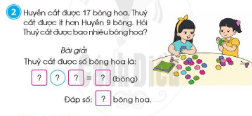 2 Huyền cắt được 17 bông hoa, Thuỷ
cắt được ít hơn Huyền 9 bông. Hỏi
Thuỷ cắt được bao nhiêu bông hoa?
Bài giải
Thuỷ cắt được số bông hoa là:
? ? ? = ? (bông)
Đáp số: ? bông hoa.